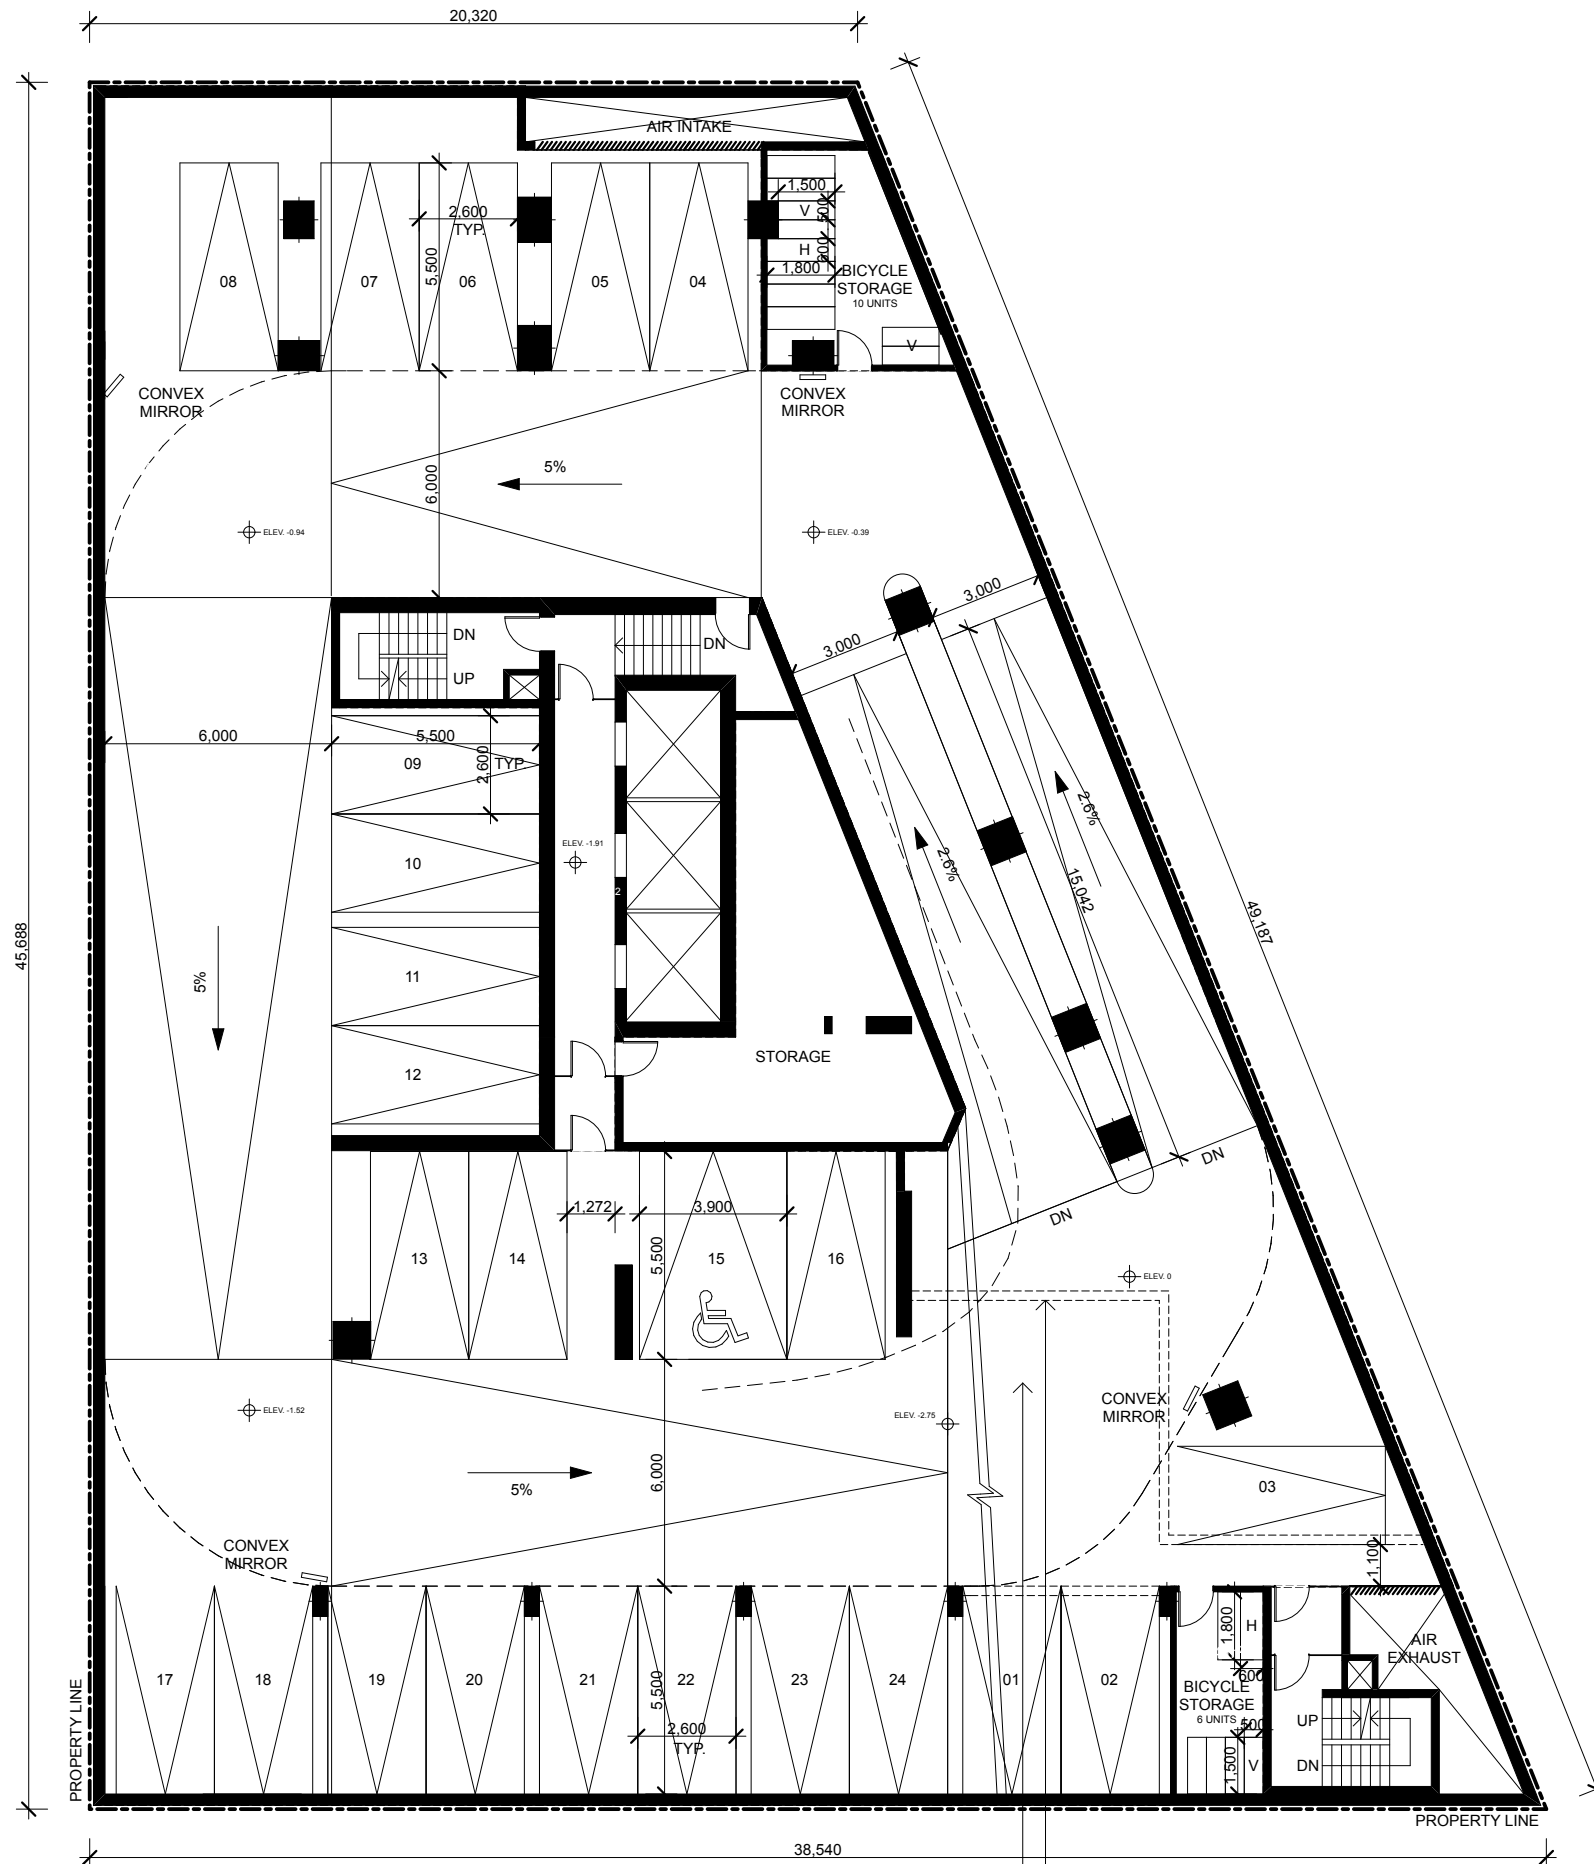 20,320
AIR INTAKE
1,500
V
500
2,600
TYP.
H
600
1,800
5,500
08
07
06
05
04
BICYCLE
STORAGE
10 UNITS
V
CONVEX
MIRROR
CONVEX
MIRROR
5%
6,000
ELEV. -0.94
ELEV. -0.39
3,000
3,000
DN
UP
DN
6,000
5,500
2,600
TYP
09
2.6%
2.6%
10
ELEV. -1.91
2
15,042
49,187
45,688
5%
11
STORAGE
12
DN
DN
1,272
3,900
5,500
13
14
15
16
ELEV. 0
CONVEX
MIRROR
ELEV. -1.52
ELEV. -2.75
5%
6,000
03
CONVEX
MIRROR
1,100
1,800
H
AIR
EXHAUST
600
17
18
19
20
21
22
23
24
01
02
5,500
BICYCLE
STORAGE
6 UNITS
500
UP
2,600
TYP.
1,500
V
DN
PROPERTY LINE
PROPERTY LINE
38,540